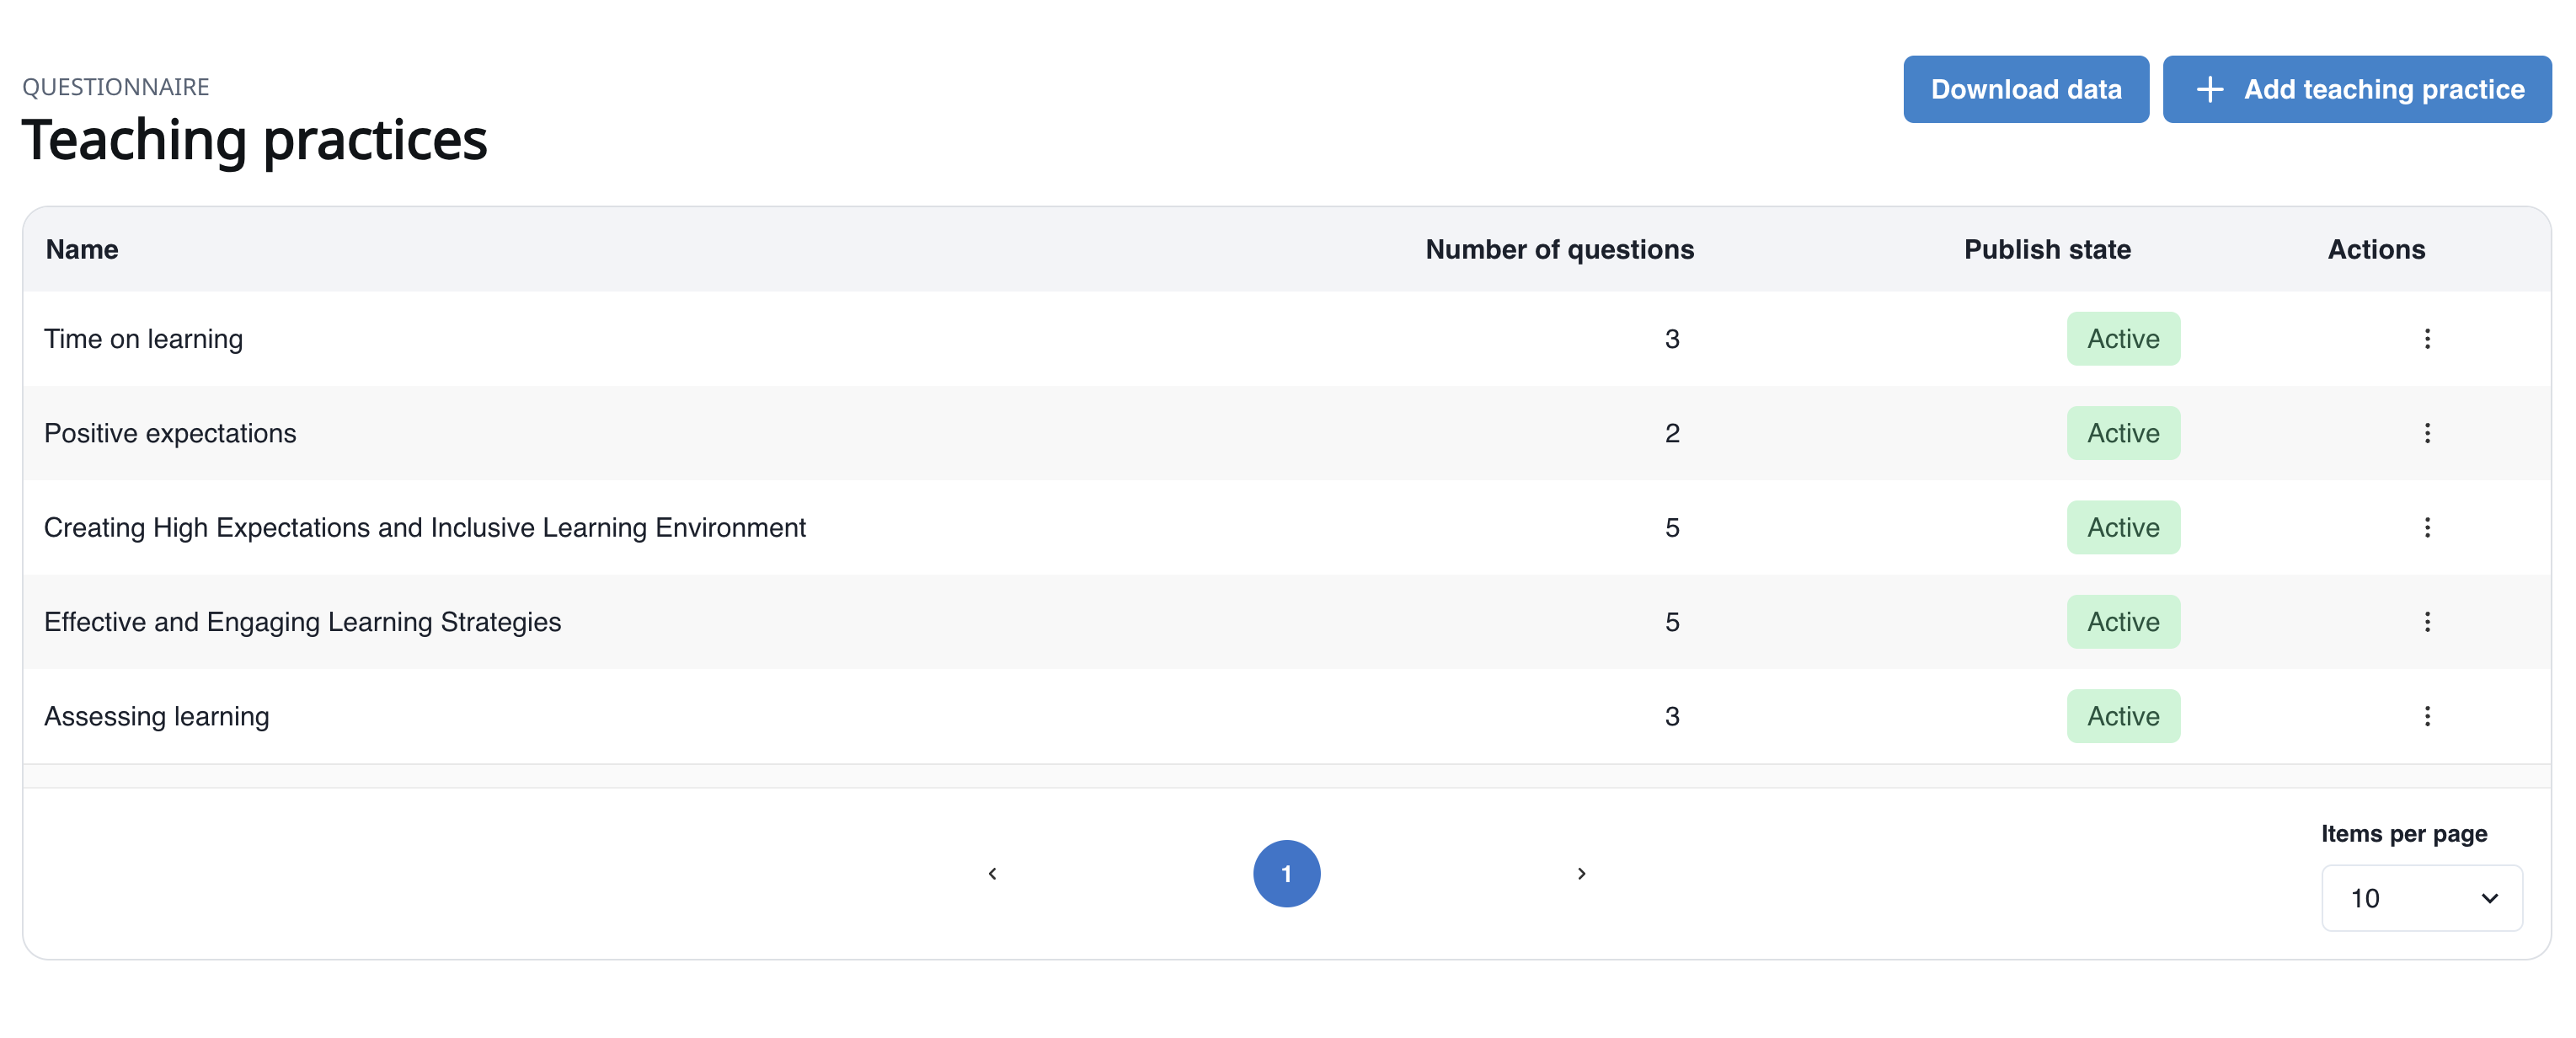 QUESTIONNAIRE
Teaching practices
Download data
Add teaching practice
Name Number of questions Publish state Actions
Time on learning 3 Active
Positive expectations 2 Active
Creating High Expectations and Inclusive Learning Environment 5 Active
Effective and Engaging Learning Strategies 5 Active
Assessing learning 3 Active
1
Items per page
10